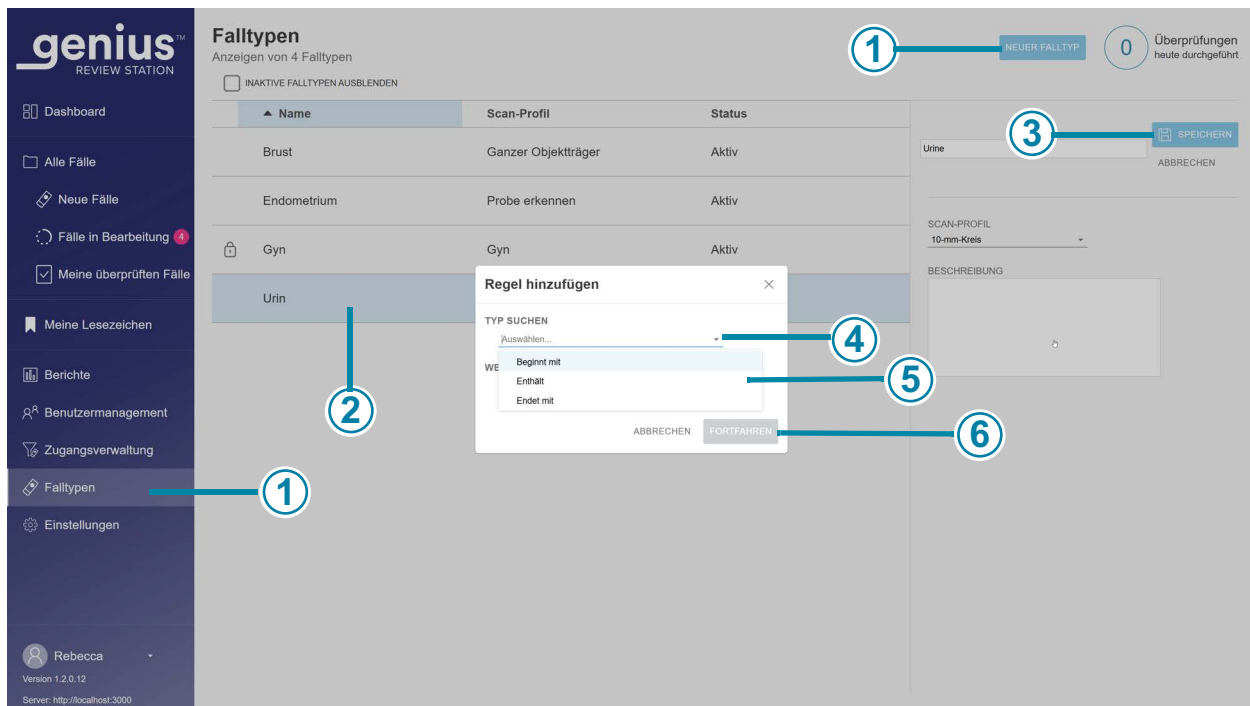 genius™
REVIEW STATION
Dashboard
Alle Fälle
Neue Fälle
Fälle in Bearbeitung 4
Meine überprüften Fälle
Meine Lesezeichen
Berichte
Benutzermanagement
Zugangsverwaltung
Falltypen
Einstellungen
Rebecca
Version 1.2.0.12
Server: http://localhost:3000
Falltypen
Anzeigen von 4 Falltypen
INAKTIVE FALLTYPEN AUSBLENDEN
1
NEUER FALLTYP
0
Überprüfungen
heute durchgeführt
Name Scan-Profil Status
Brust Ganzer Objektträger Aktiv
Endometrium Probe erkennen Aktiv
Gyn Gyn Aktiv
Urin
2
1
3
SPEICHERN
Urine
ABBRECHEN
SCAN-PROFIL
10-mm-Kreis
BESCHREIBUNG
Regel hinzufügen
TYP SUCHEN
Auswählen...
4
WE
Beginnt mit
Enthält
Endet mit
5
ABBRECHEN FORTFAHREN
6